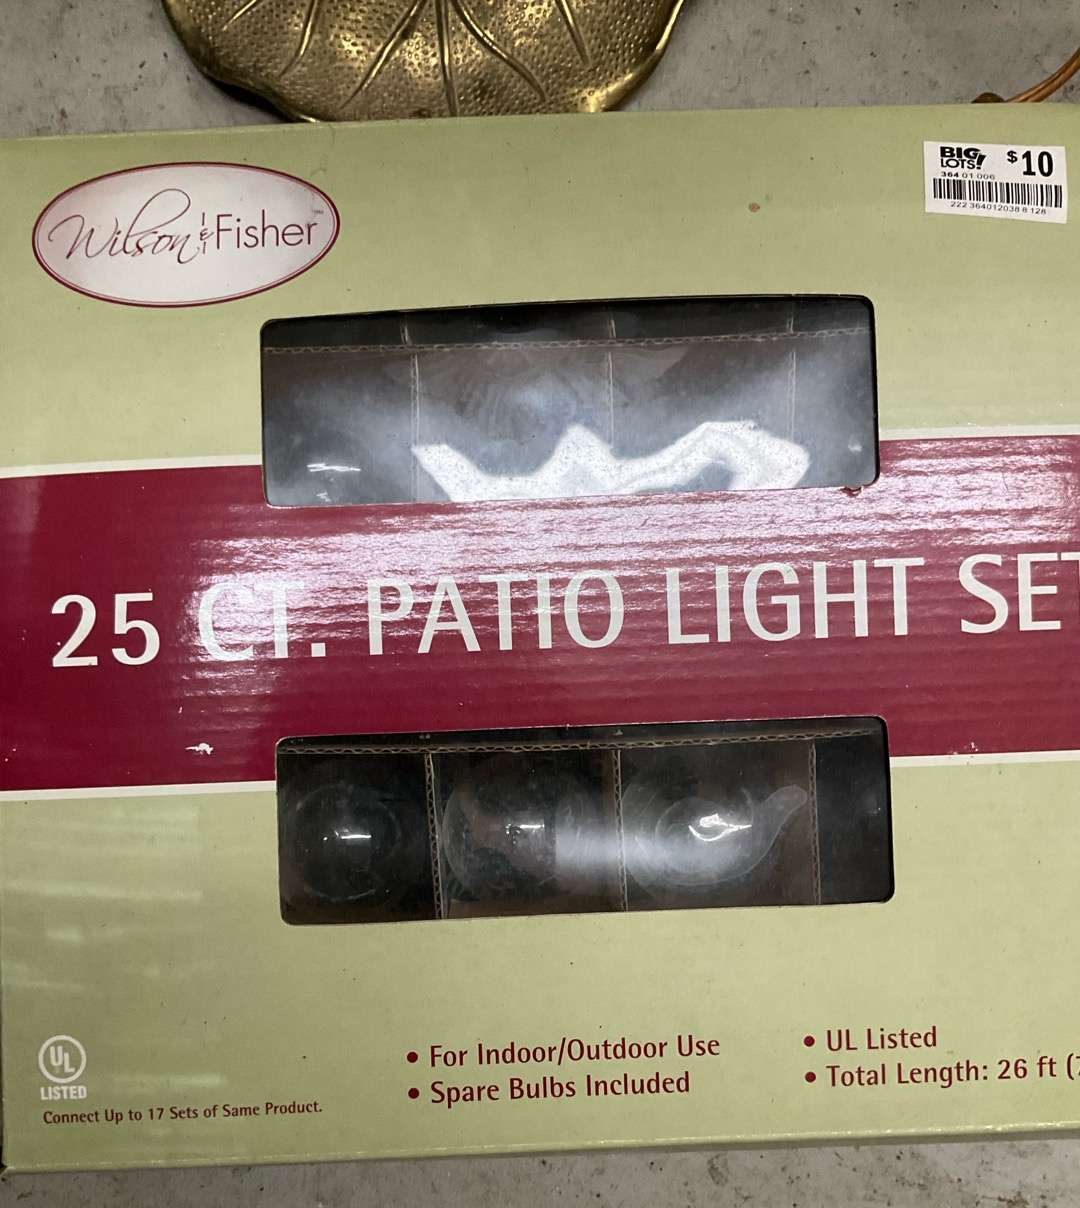 Wilson & Fisher™
BIG LOTS! $10
364 01 006
222 364012038 8 128
25 CT. PATIO LIGHT SET
UL
LISTED
Connect Up to 17 Sets of Same Product.
• For Indoor/Outdoor Use
• Spare Bulbs Included
• UL Listed
• Total Length: 26 ft (